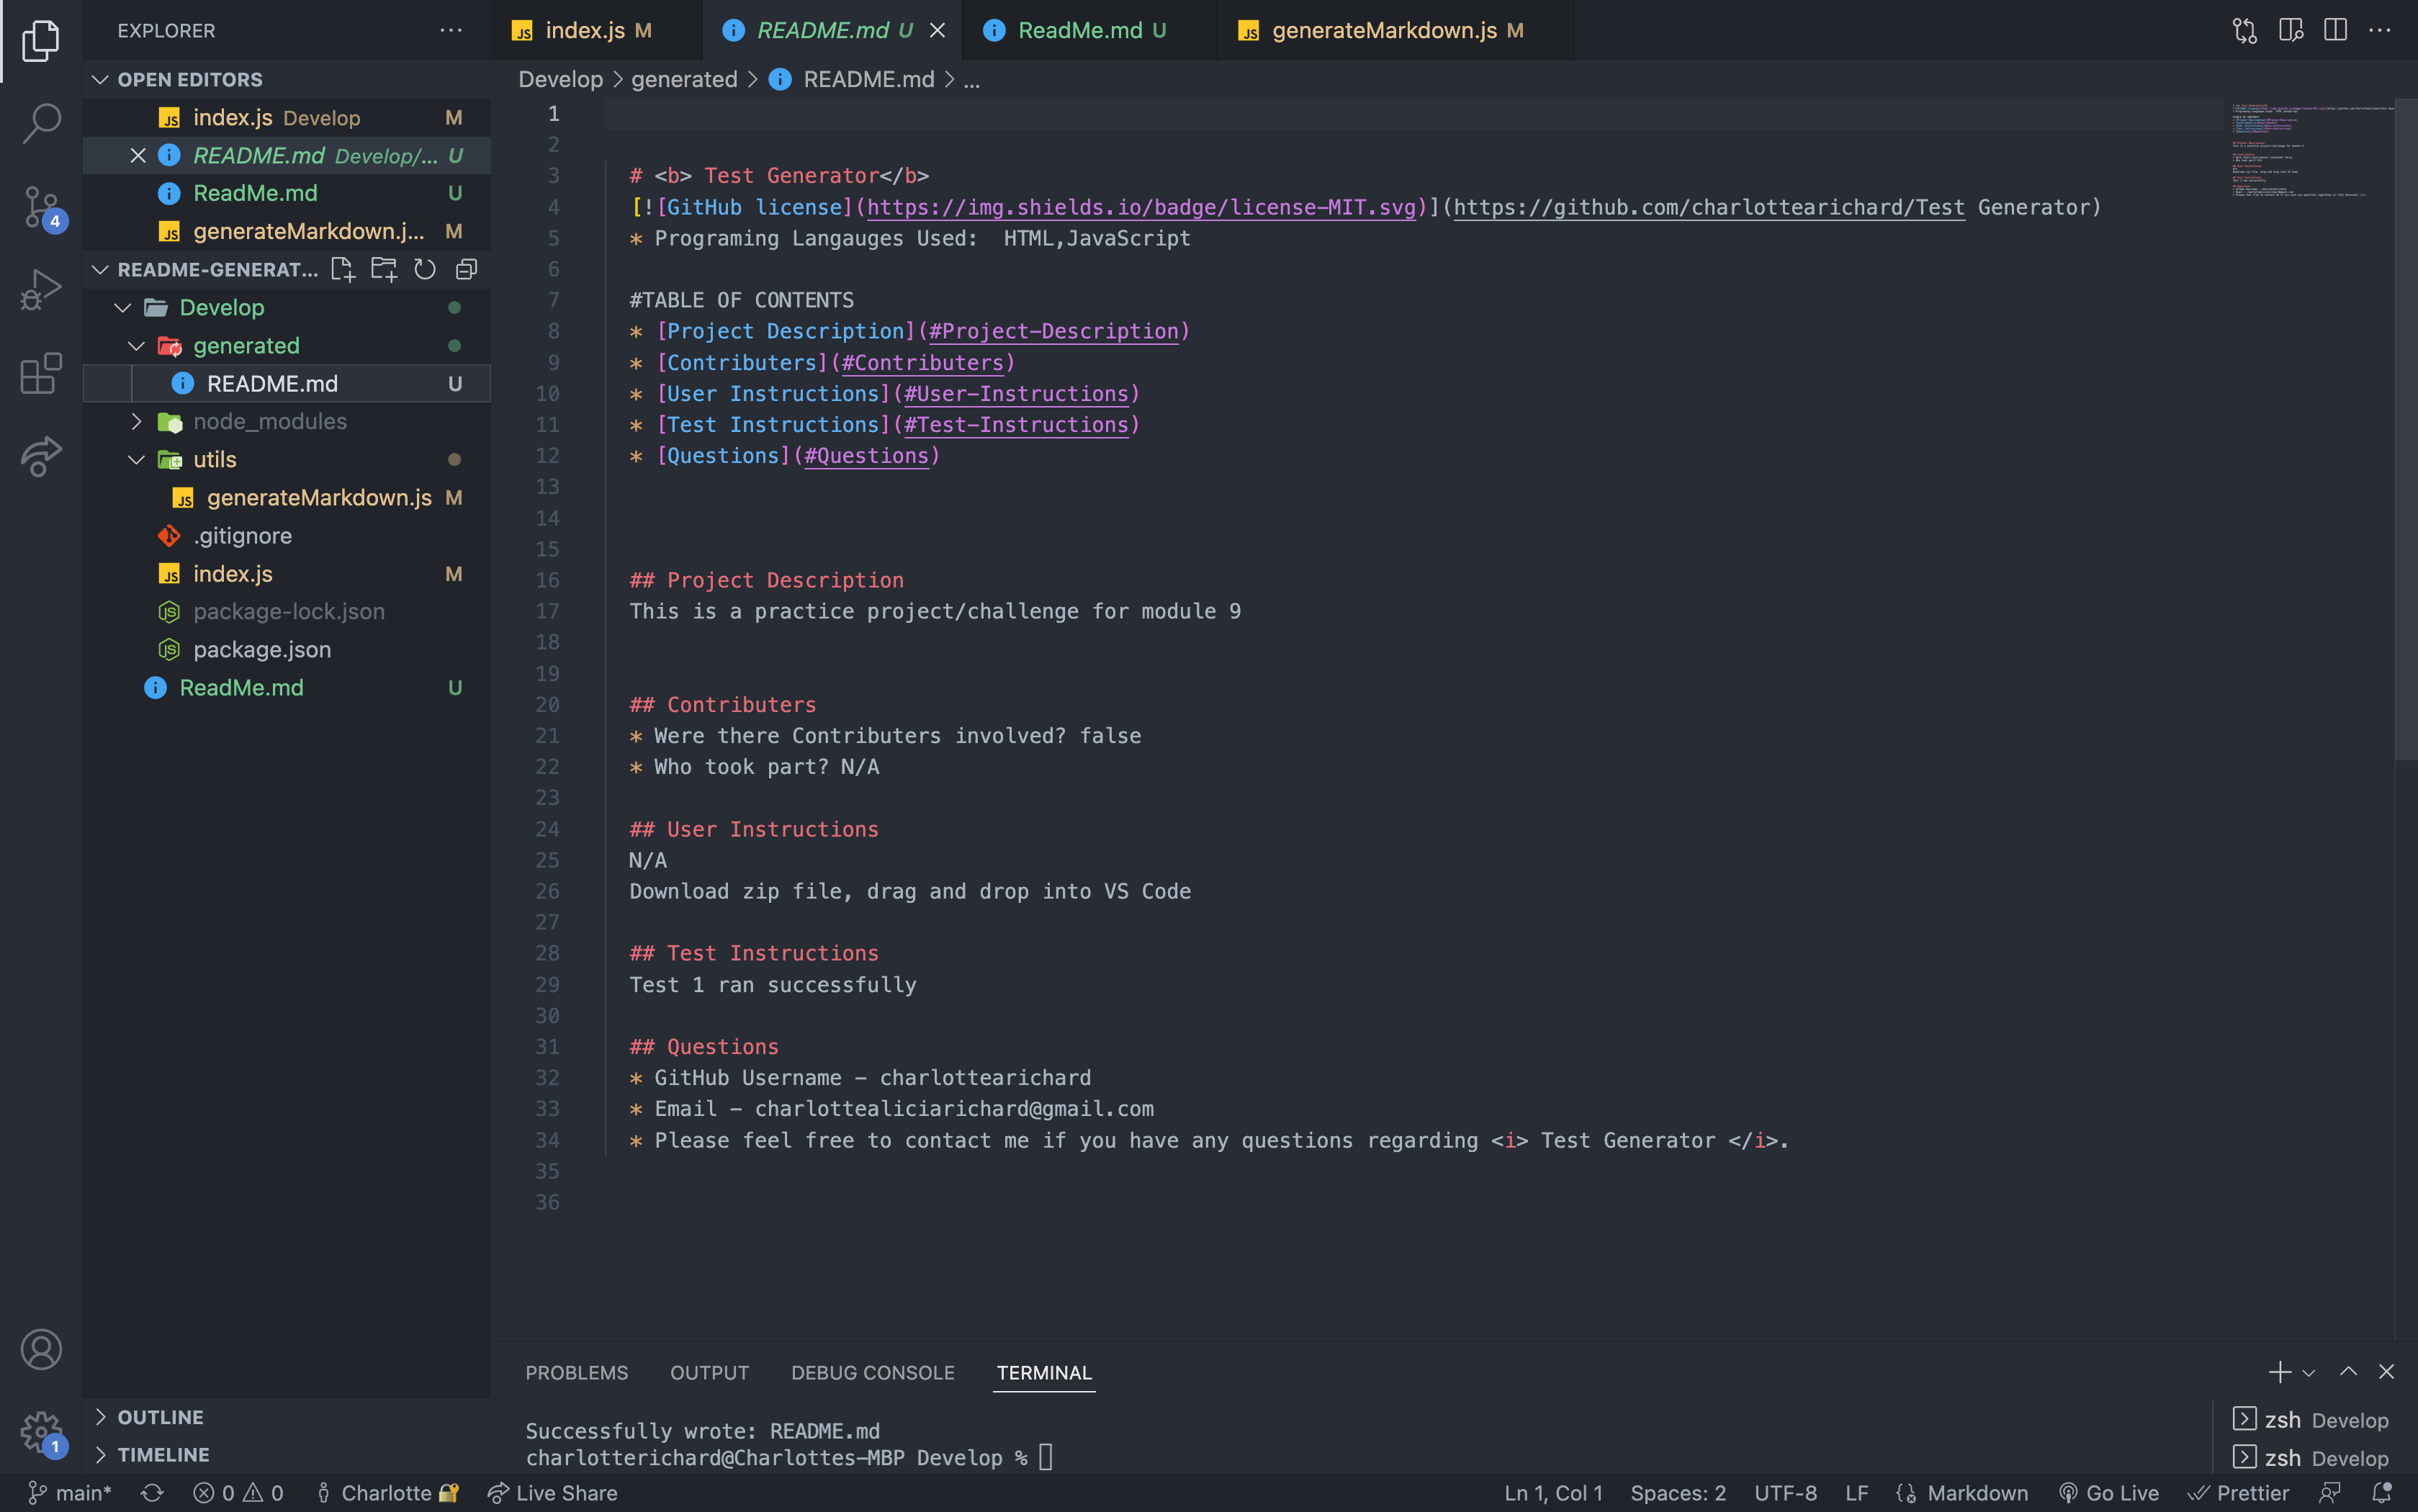 EXPLORER
index.js M
README.md U
ReadMe.md U
generateMarkdown.js M
OPEN EDITORS
index.js Develop M
README.md Develop/... U
ReadMe.md U
generateMarkdown.j... M
README-GENERAT...
Develop
generated
README.md U
node_modules
utils
generateMarkdown.js M
.gitignore
index.js M
package-lock.json
package.json
ReadMe.md U
OUTLINE
TIMELINE
4
1
Develop > generated > README.md > ...
1
2
3 # <b> Test Generator</b>
4 [![GitHub license](https://img.shields.io/badge/license-MIT.svg)](https://github.com/charlottearichard/Test Generator)
5 * Programing Langauges Used:  HTML,JavaScript
6
7 #TABLE OF CONTENTS
8 * [Project Description](#Project-Description)
9 * [Contributers](#Contributers)
10 * [User Instructions](#User-Instructions)
11 * [Test Instructions](#Test-Instructions)
12 * [Questions](#Questions)
13
14
15
16 ## Project Description
17 This is a practice project/challenge for module 9
18
19
20 ## Contributers
21 * Were there Contributers involved? false
22 * Who took part? N/A
23
24 ## User Instructions
25 N/A
26 Download zip file, drag and drop into VS Code
27
28 ## Test Instructions
29 Test 1 ran successfully
30
31 ## Questions
32 * GitHub Username - charlottearichard
33 * Email - charlottealiciarichard@gmail.com
34 * Please feel free to contact me if you have any questions regarding <i> Test Generator </i>.
35
36
PROBLEMS OUTPUT DEBUG CONSOLE TERMINAL
Successfully wrote: README.md
charlotterichard@Charlottes-MBP Develop %
zsh Develop
zsh Develop
main* 0 0 Charlotte Live Share Ln 1, Col 1 Spaces: 2 UTF-8 LF Markdown Go Live Prettier